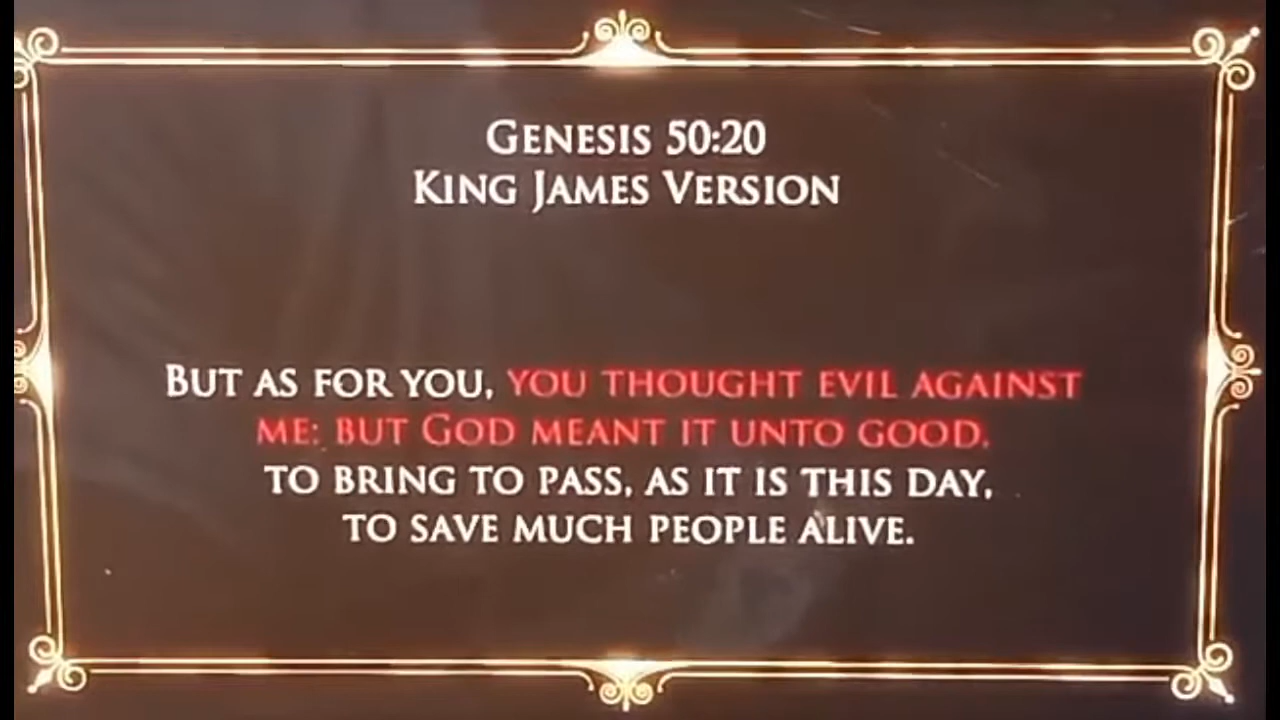 GENESIS 50:20
KING JAMES VERSION
BUT AS FOR YOU, YOU THOUGHT EVIL AGAINST
ME; BUT GOD MEANT IT UNTO GOOD,
TO BRING TO PASS, AS IT IS THIS DAY,
TO SAVE MUCH PEOPLE ALIVE.